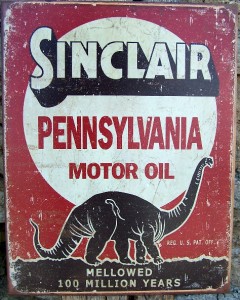 SINCLAIR
PENNSYLVANIA
MOTOR OIL
REG. U.S. PAT. OFF.
MELLOWED
100 MILLION YEARS